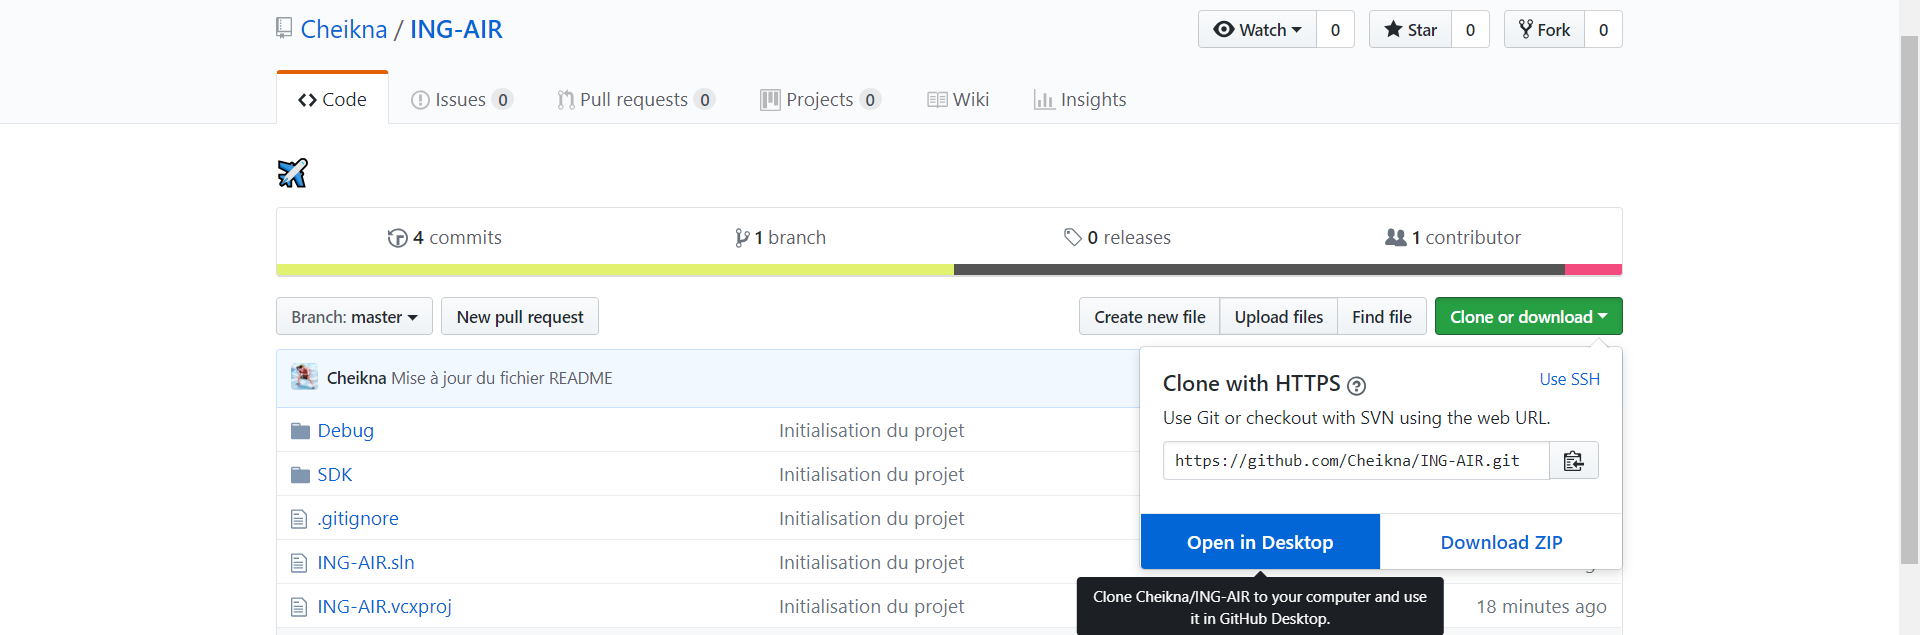 Cheikna / ING-AIR
Watch 0 Star 0 Fork 0
Code Issues 0 Pull requests 0 Projects 0 Wiki Insights
4 commits 1 branch 0 releases 1 contributor
Branch: master New pull request Create new file Upload files Find file Clone or download
Cheikna Mise à jour du fichier README
Clone with HTTPS ? Use SSH
Use Git or checkout with SVN using the web URL.
https://github.com/Cheikna/ING-AIR.git
Open in Desktop Download ZIP
Clone Cheikna/ING-AIR to your computer and use
it in GitHub Desktop.
Debug Initialisation du projet
SDK Initialisation du projet
.gitignore Initialisation du projet
ING-AIR.sln Initialisation du projet
ING-AIR.vcxproj Initialisation du projet 18 minutes ago